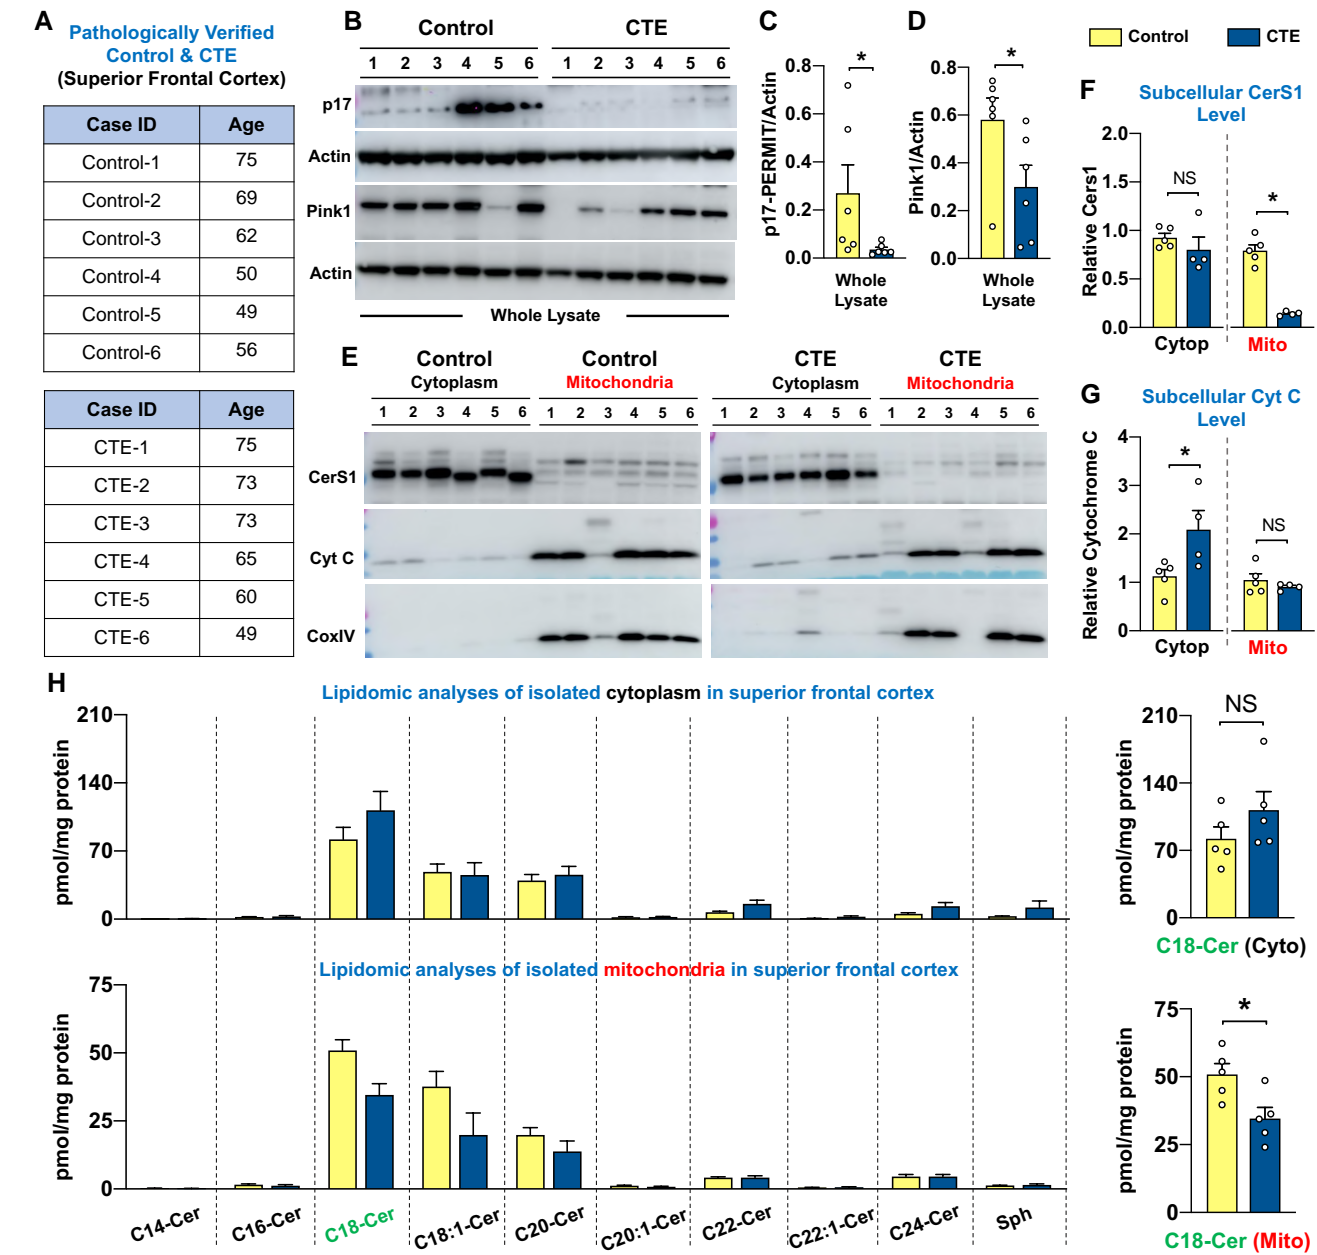 A
Pathologically Verified
Control & CTE
(Superior Frontal Cortex)
Case ID Age
Control-1 75
Control-2 69
Control-3 62
Control-4 50
Control-5 49
Control-6 56
Case ID Age
CTE-1 75
CTE-2 73
CTE-3 73
CTE-4 65
CTE-5 60
CTE-6 49
B
Control CTE
1 2 3 4 5 6 1 2 3 4 5 6
p17
Actin
Pink1
Actin
Whole Lysate
C
p17-PERMIT/Actin
0.8
0.6
0.4
0.2
0.0
*
Whole
Lysate
D
Pink1/Actin
0.8
0.6
0.4
0.2
0.0
*
Whole
Lysate
Control CTE
E
Control Control CTE CTE
Cytoplasm Mitochondria Cytoplasm Mitochondria
1 2 3 4 5 6 1 2 3 4 5 6 1 2 3 4 5 6 1 2 3 4 5 6
CerS1
Cyt C
CoxIV
F
Subcellular CerS1
Level
Relative Cers1
2.0
1.5
1.0
0.5
0.0
NS *
Cytop Mito
G
Subcellular Cyt C
Level
Relative Cytochrome C
4
3
2
1
0
* NS
Cytop Mito
H
Lipidomic analyses of isolated cytoplasm in superior frontal cortex
pmol/mg protein
210
140
70
0
pmol/mg protein
210
140
70
0
NS
C18-Cer (Cyto)
Lipidomic analyses of isolated mitochondria in superior frontal cortex
pmol/mg protein
75
50
25
0
C14-Cer C16-Cer C18-Cer C18:1-Cer C20-Cer C20:1-Cer C22-Cer C22:1-Cer C24-Cer Sph
pmol/mg protein
75
50
25
0
*
C18-Cer (Mito)